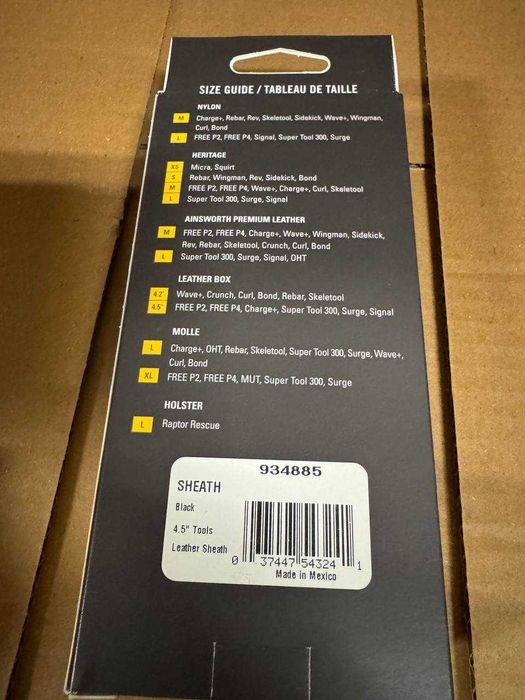 SIZE GUIDE / TABLEAU DE TAILLE
NYLON
M Charge+, Rebar, Rev, Skeletool, Sidekick, Wave+, Wingman,
Curl, Bond
L FREE P2, FREE P4, Signal, Super Tool 300, Surge
HERITAGE
XS Micra, Squirt
S Rebar, Wingman, Rev, Sidekick, Bond
M FREE P2, FREE P4, Wave+, Charge+, Curl, Skeletool
L Super Tool 300, Surge, Signal
AINSWORTH PREMIUM LEATHER
M FREE P2, FREE P4, Charge+, Wave+, Wingman, Sidekick,
Rev, Rebar, Skeletool, Crunch, Curl, Bond
L Super Tool 300, Surge, Signal, OHT
LEATHER BOX
4.2" Wave+, Crunch, Curl, Bond, Rebar, Skeletool
4.5" FREE P2, FREE P4, Charge+, Super Tool 300, Surge, Signal
MOLLE
L Charge+, OHT, Rebar, Skeletool, Super Tool 300, Surge, Wave+,
Curl, Bond
XL FREE P2, FREE P4, MUT, Super Tool 300, Surge
HOLSTER
L Raptor Rescue
934885
SHEATH
Black
4.5" Tools
Leather Sheath
0 37447 54324 1
Made in Mexico